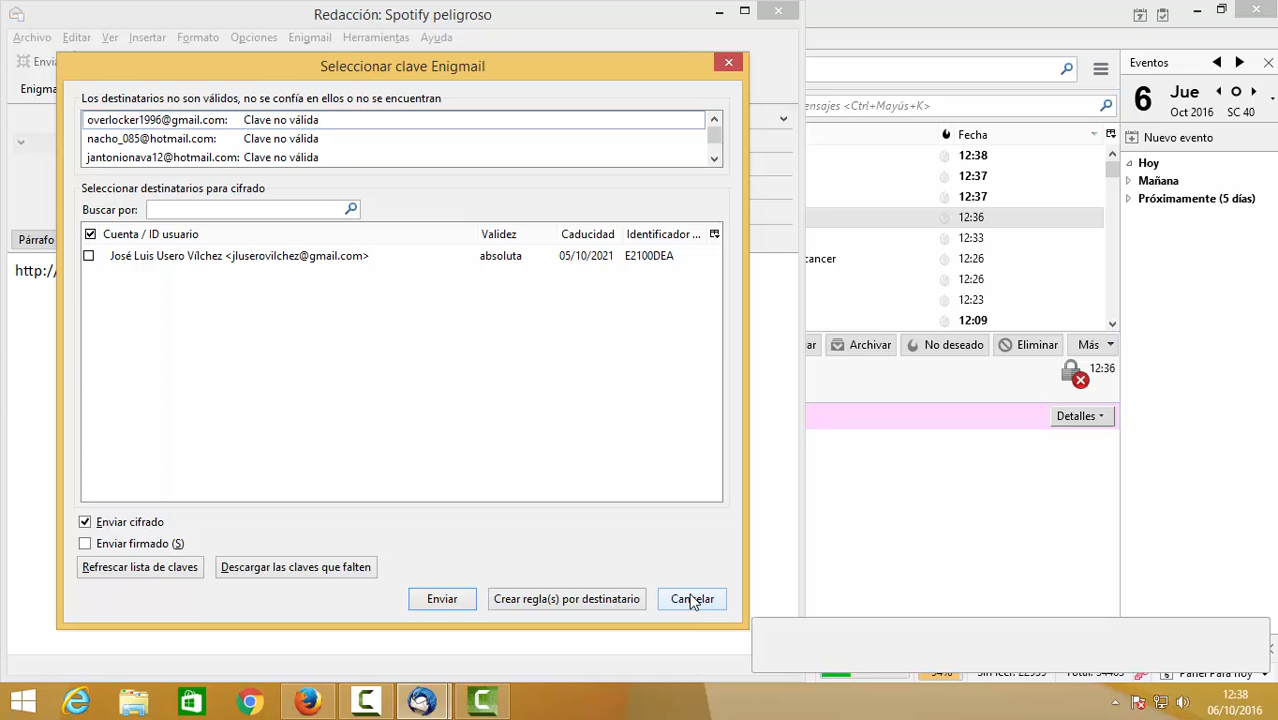 Redacción: Spotify peligroso
Archivo Editar Ver Insertar Formato Opciones Enigmail Herramientas Ayuda
Enigma
Seleccionar clave Enigmail
Los destinatarios no son válidos, no se confía en ellos o no se encuentran
overlocker1996@gmail.com: Clave no válida
nacho_085@hotmail.com: Clave no válida
jantonionava12@hotmail.com: Clave no válida
Seleccionar destinatarios para cifrado
Buscar por:
Cuenta / ID usuario Validez Caducidad Identificador ...
José Luis Usero Vílchez <jluserovilchez@gmail.com> absoluta 05/10/2021 E2100DEA
Enviar cifrado
Enviar firmado (S)
Refrescar lista de claves Descargar las claves que falten
Enviar Crear regla(s) por destinatario Cancelar
Párrafo
http://
ensajes <Ctrl+Mayús+K>
Fecha
12:38
12:37
12:37
12:36
12:33
cancer 12:26
12:26
12:23
12:09
ar Archivar No deseado Eliminar Más
12:36
Detalles
Eventos
6 Jue
Oct 2016 SC 40
Nuevo evento
Hoy
Mañana
Próximamente (5 días)
12:38
06/10/2016